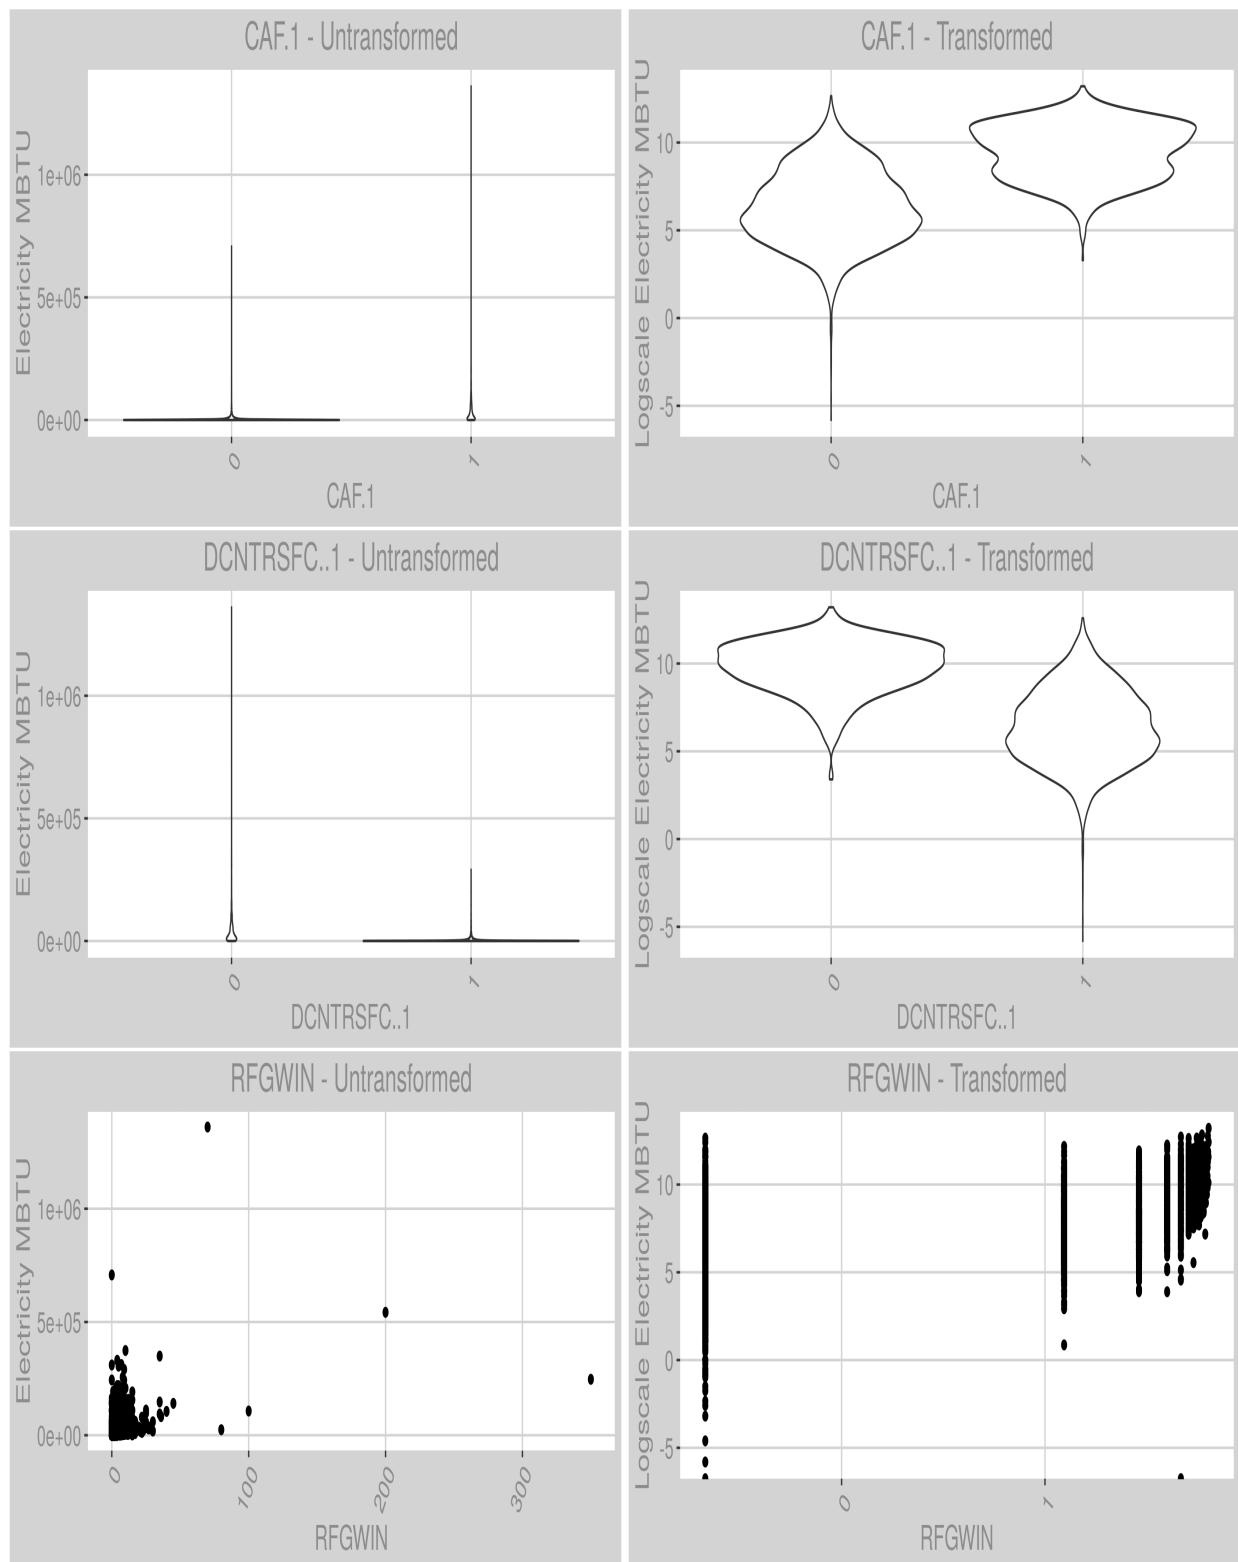 CAF.1 - Untransformed
Electricity MBTU
1e+06
5e+05
0e+00
0
1
CAF.1
CAF.1 - Transformed
Logscale Electricity MBTU
10
5
0
-5
0
1
CAF.1
DCNTRSFC..1 - Untransformed
Electricity MBTU
1e+06
5e+05
0e+00
0
1
DCNTRSFC..1
DCNTRSFC..1 - Transformed
Logscale Electricity MBTU
10
5
0
-5
0
1
DCNTRSFC..1
RFGWIN - Untransformed
Electricity MBTU
1e+06
5e+05
0e+00
0
100
200
300
RFGWIN
RFGWIN - Transformed
Logscale Electricity MBTU
10
5
0
-5
0
1
RFGWIN